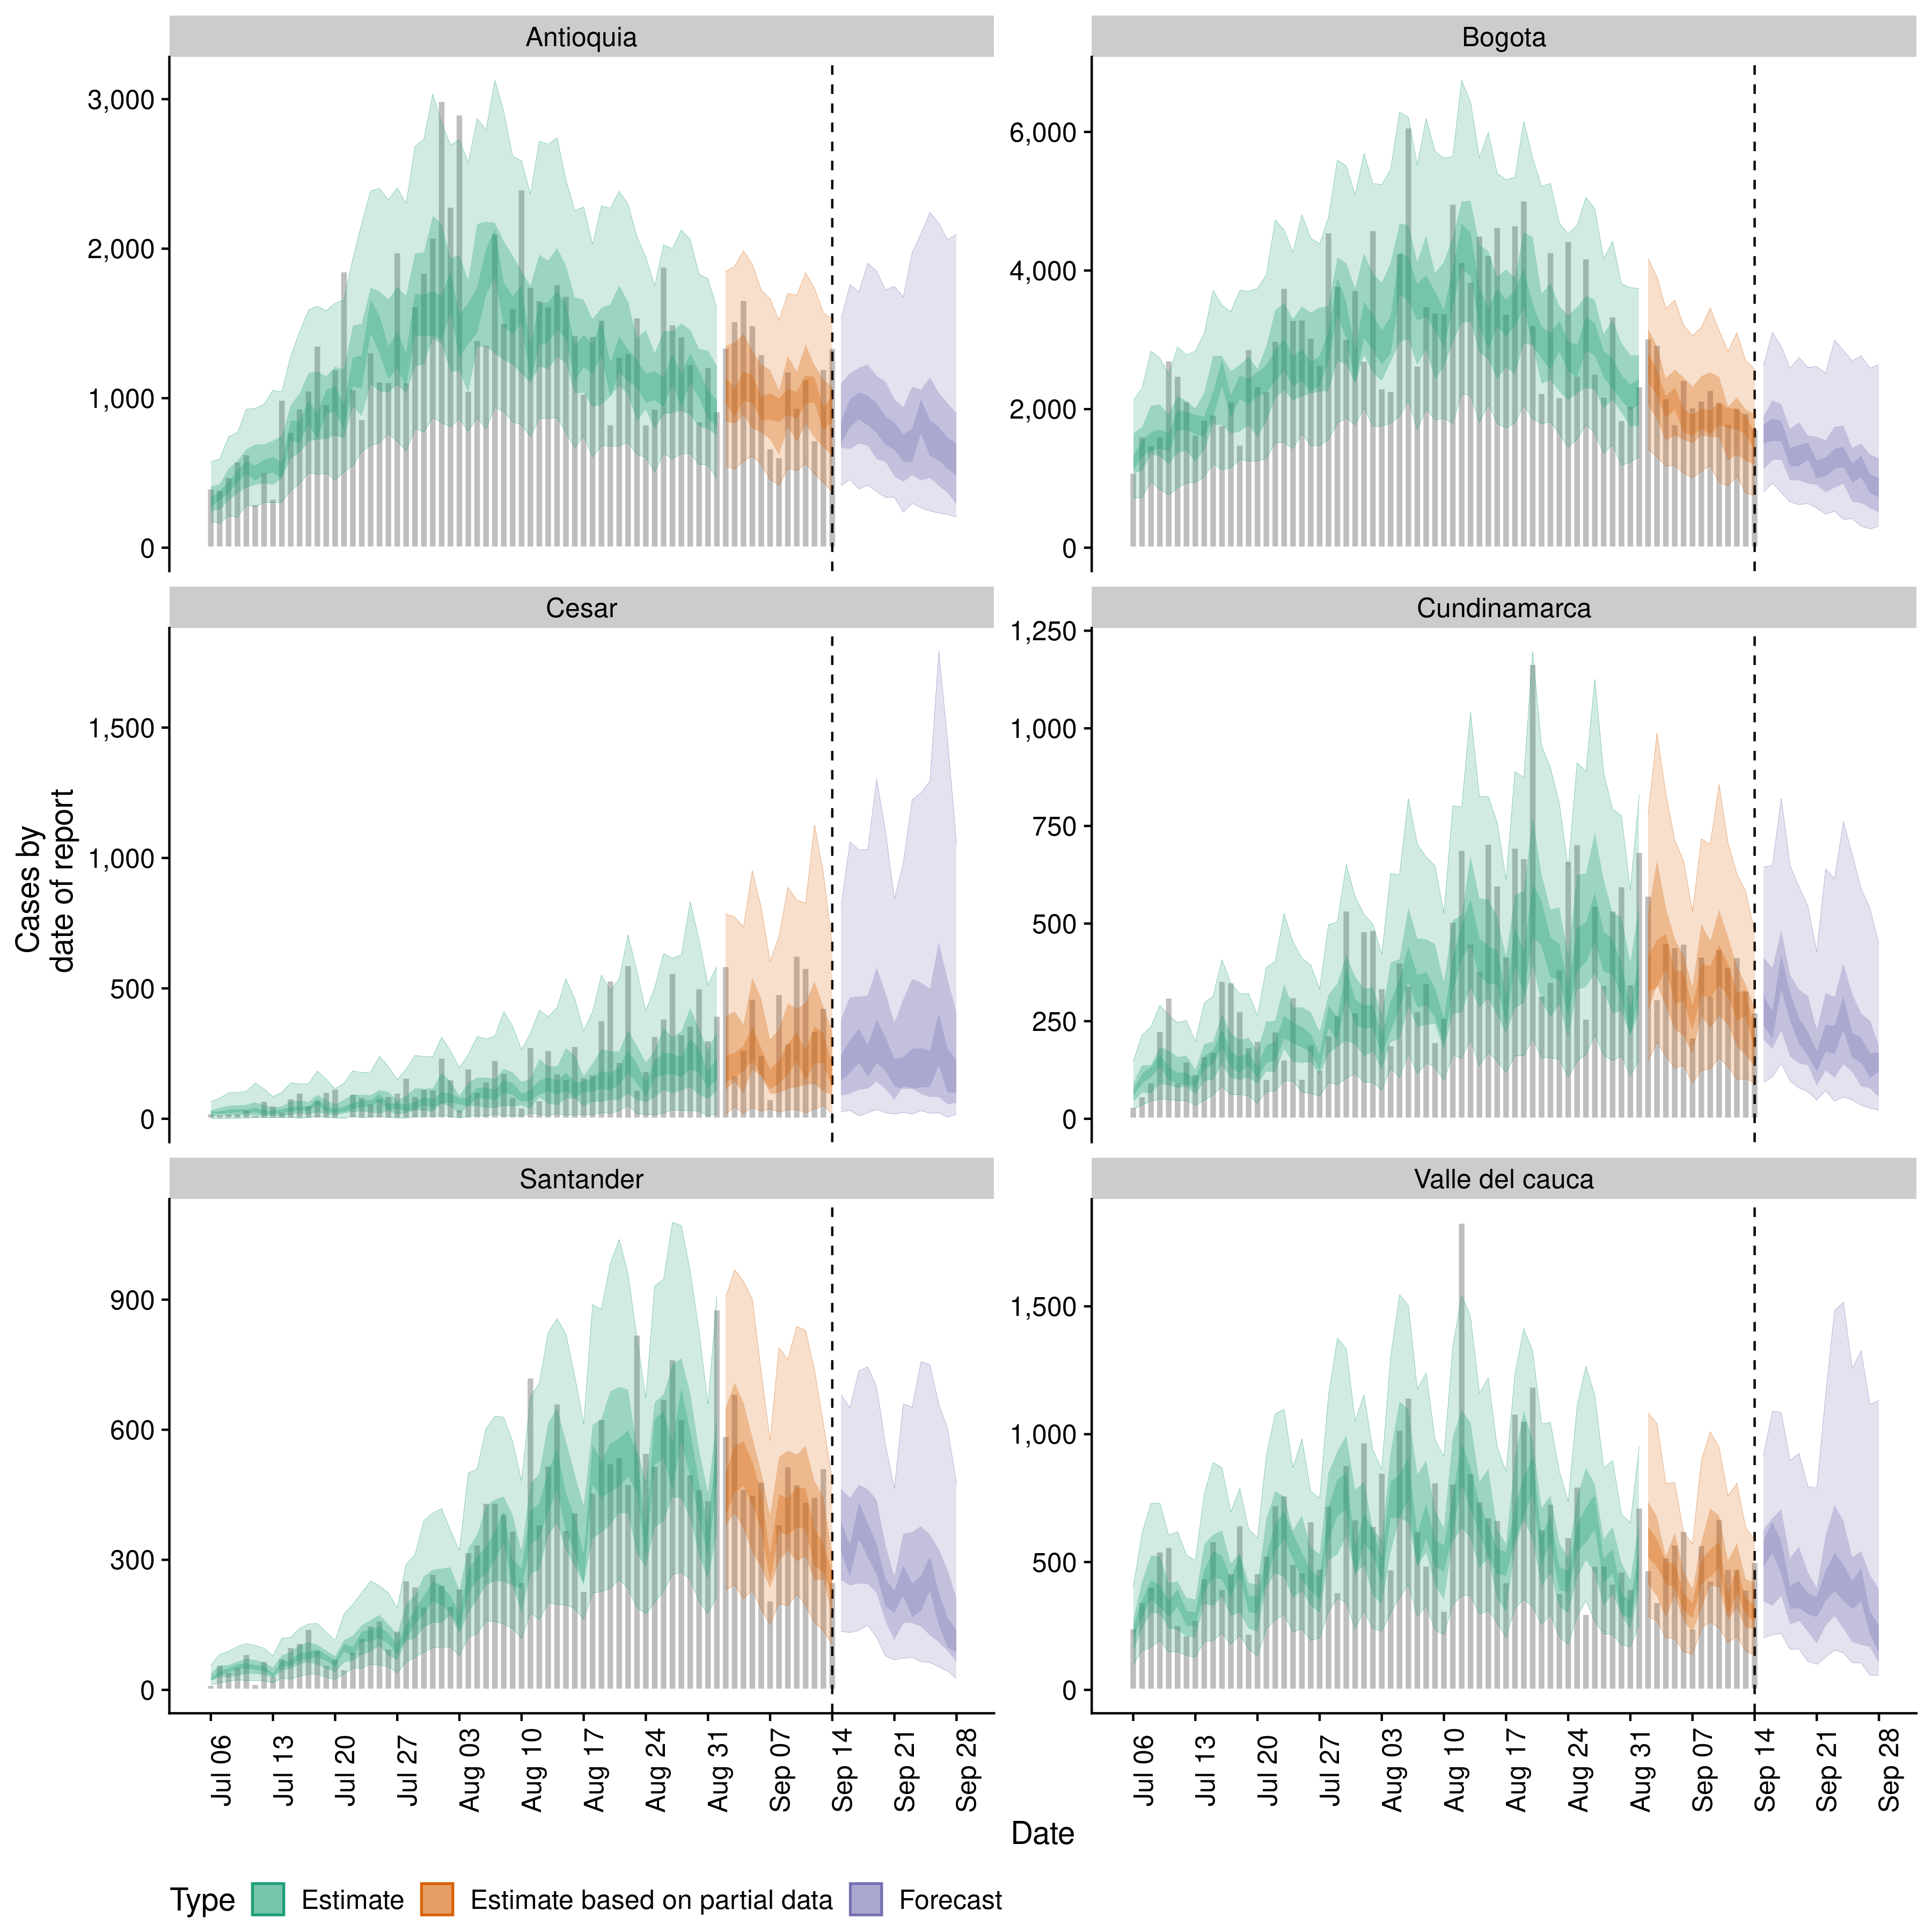 Antioquia
Bogota
3,000
2,000
1,000
0
6,000
4,000
2,000
0
Cesar
Cundinamarca
1,500
1,000
500
0
1,250
1,000
750
500
250
0
Santander
Valle del cauca
900
600
300
0
1,500
1,000
500
0
Cases by
date of report
Jul 06
Jul 13
Jul 20
Jul 27
Aug 03
Aug 10
Aug 17
Aug 24
Aug 31
Sep 07
Sep 14
Sep 21
Sep 28
Jul 06
Jul 13
Jul 20
Jul 27
Aug 03
Aug 10
Aug 17
Aug 24
Aug 31
Sep 07
Sep 14
Sep 21
Sep 28
Date
Type Estimate Estimate based on partial data Forecast